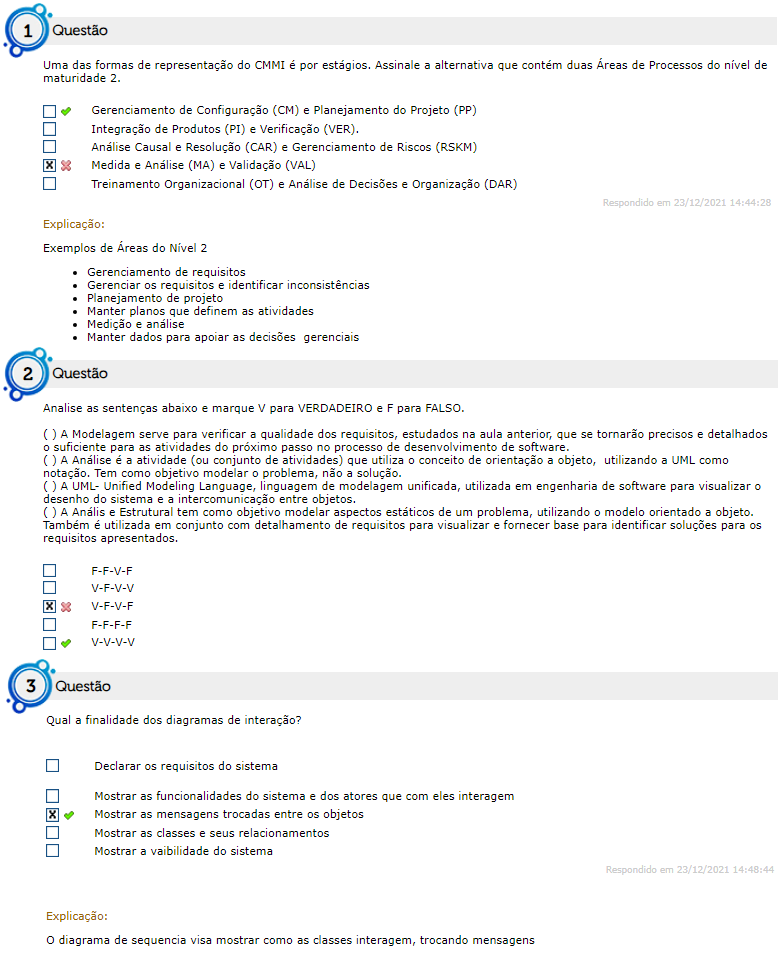 1 Questão
Uma das formas de representação do CMMI é por estágios. Assinale a alternativa que contém duas Áreas de Processos do nível de
maturidade 2.
Gerenciamento de Configuração (CM) e Planejamento do Projeto (PP)
Integração de Produtos (PI) e Verificação (VER).
Análise Causal e Resolução (CAR) e Gerenciamento de Riscos (RSKM)
X Medida e Análise (MA) e Validação (VAL)
Treinamento Organizacional (OT) e Análise de Decisões e Organização (DAR)
Respondido em 23/12/2021 14:44:28
Explicação:
Exemplos de Áreas do Nível 2
• Gerenciamento de requisitos
• Gerenciar os requisitos e identificar inconsistências
• Planejamento de projeto
• Manter planos que definem as atividades
• Medição e análise
• Manter dados para apoiar as decisões gerenciais
2 Questão
Analise as sentenças abaixo e marque V para VERDADEIRO e F para FALSO.
( ) A Modelagem serve para verificar a qualidade dos requisitos, estudados na aula anterior, que se tornarão precisos e detalhados
o suficiente para as atividades do próximo passo no processo de desenvolvimento de software.
( ) A Análise é a atividade (ou conjunto de atividades) que utiliza o conceito de orientação a objeto, utilizando a UML como
notação. Tem como objetivo modelar o problema, não a solução.
( ) A UML- Unified Modeling Language, linguagem de modelagem unificada, utilizada em engenharia de software para visualizar o
desenho do sistema e a intercomunicação entre objetos.
( ) A Anális e Estrutural tem como objetivo modelar aspectos estáticos de um problema, utilizando o modelo orientado a objeto.
Também é utilizada em conjunto com detalhamento de requisitos para visualizar e fornecer base para identificar soluções para os
requisitos apresentados.
F-F-V-F
V-F-V-V
X V-F-V-F
F-F-F-F
V-V-V-V
3 Questão
Qual a finalidade dos diagramas de interação?
Declarar os requisitos do sistema
Mostrar as funcionalidades do sistema e dos atores que com eles interagem
X Mostrar as mensagens trocadas entre os objetos
Mostrar as classes e seus relacionamentos
Mostrar a vaibilidade do sistema
Respondido em 23/12/2021 14:48:44
Explicação:
O diagrama de sequencia visa mostrar como as classes interagem, trocando mensagens